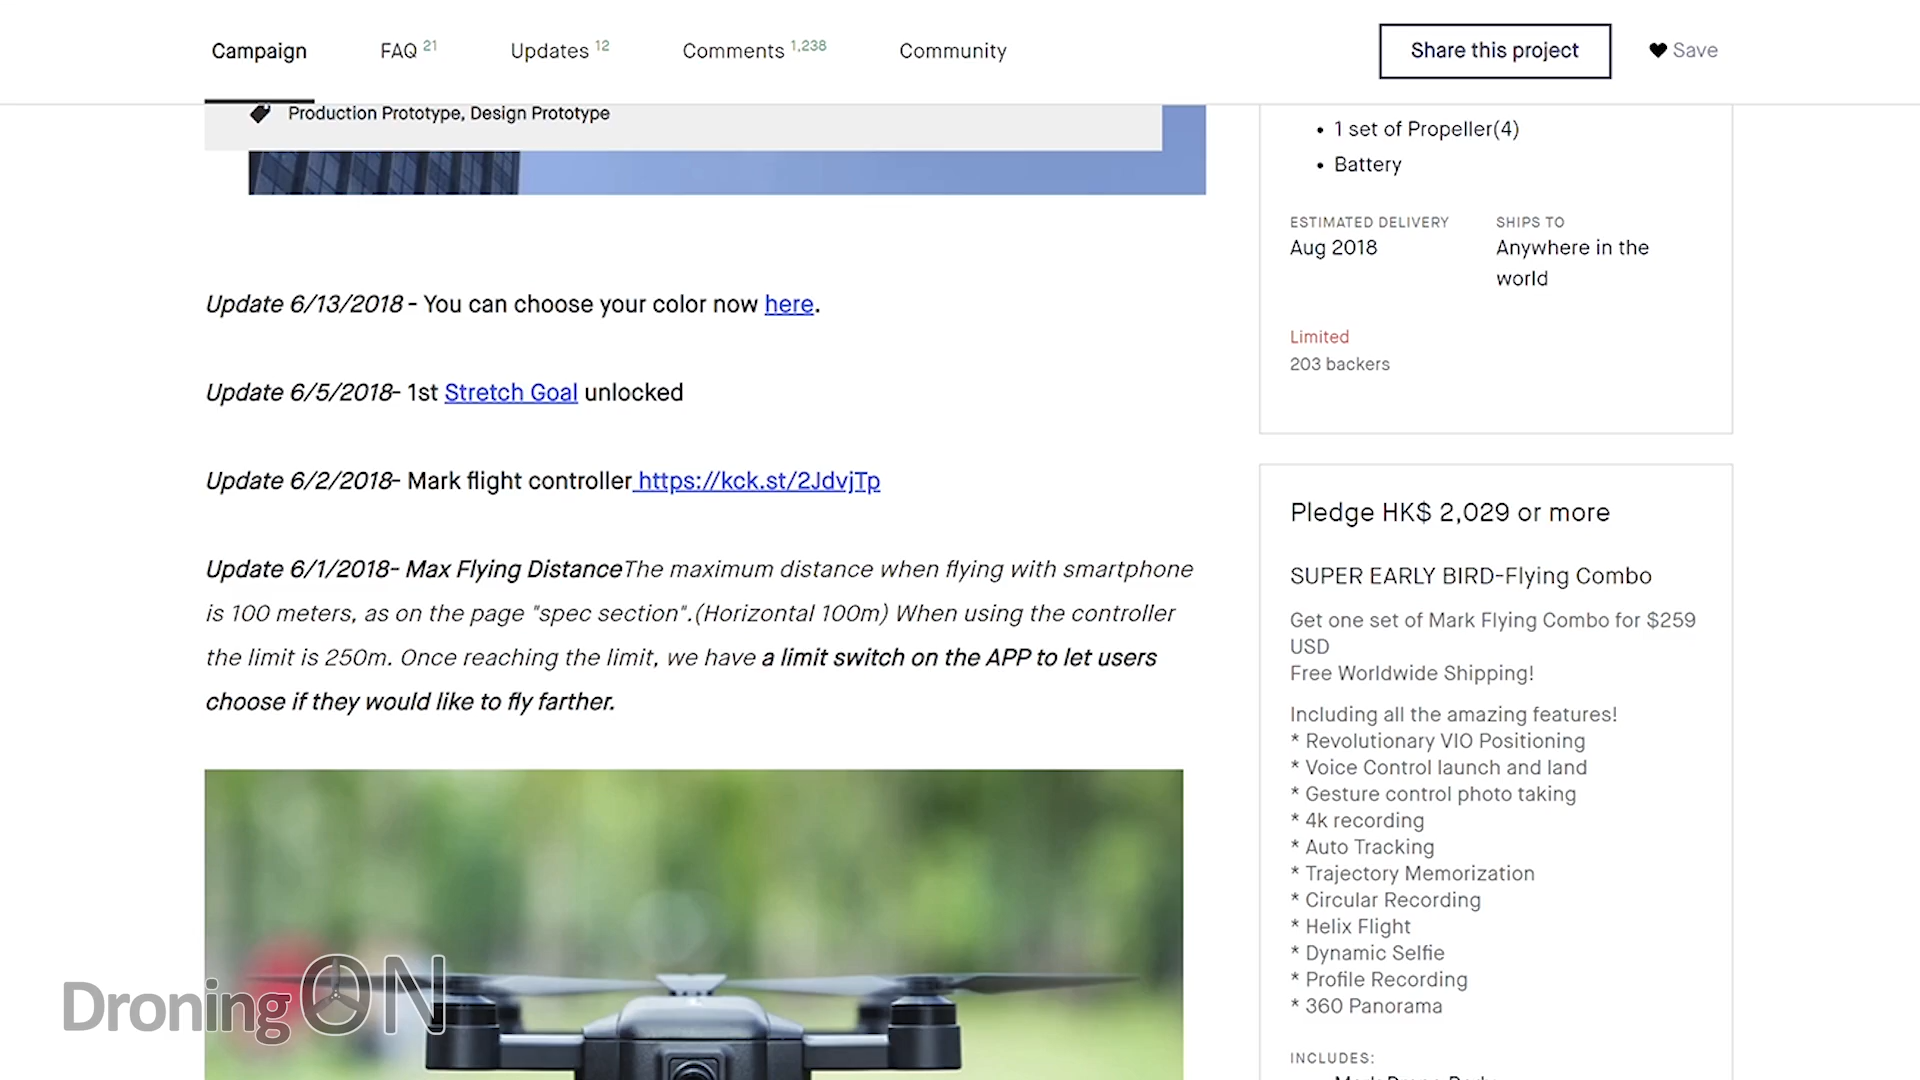 Campaign
FAQ 21
Updates 12
Comments 1,238
Community
Share this project
Save
Production Prototype, Design Prototype
Update 6/13/2018 - You can choose your color now here.
Update 6/5/2018- 1st Stretch Goal unlocked
Update 6/2/2018- Mark flight controller https://kck.st/2JdvjTp
Update 6/1/2018- Max Flying DistanceThe maximum distance when flying with smartphone
is 100 meters, as on the page "spec section".(Horizontal 100m) When using the controller
the limit is 250m. Once reaching the limit, we have a limit switch on the APP to let users
choose if they would like to fly farther.
DroningON
• 1 set of Propeller(4)
• Battery
ESTIMATED DELIVERY
Aug 2018
SHIPS TO
Anywhere in the
world
Limited
203 backers
Pledge HK$ 2,029 or more
SUPER EARLY BIRD-Flying Combo
Get one set of Mark Flying Combo for $259
USD
Free Worldwide Shipping!
Including all the amazing features!
* Revolutionary VIO Positioning
* Voice Control launch and land
* Gesture control photo taking
* 4k recording
* Auto Tracking
* Trajectory Memorization
* Circular Recording
* Helix Flight
* Dynamic Selfie
* Profile Recording
* 360 Panorama
INCLUDES: